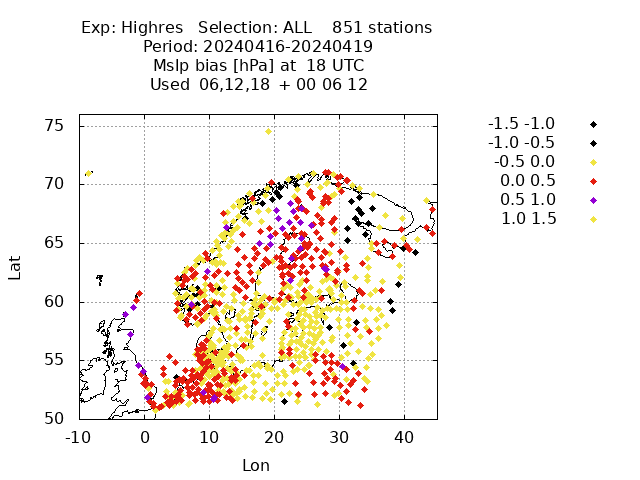 Exp: Highres   Selection: ALL    851 stations
Period: 20240416-20240419
Mslp bias [hPa] at  18 UTC
Used  06,12,18  + 00 06 12
-1.5 -1.0
-1.0 -0.5
-0.5 0.0
0.0 0.5
0.5 1.0
1.0 1.5
75
70
65
60
55
50
Lat
-10 0 10 20 30 40
Lon